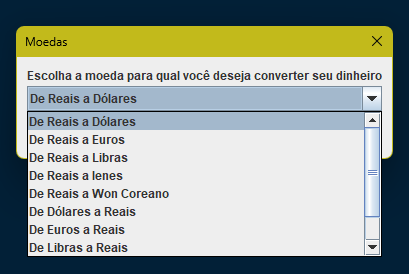 Moedas
Escolha a moeda para qual você deseja converter seu dinheiro
De Reais a Dólares
De Reais a Dólares
De Reais a Euros
De Reais a Libras
De Reais a Ienes
De Reais a Won Coreano
De Dólares a Reais
De Euros a Reais
De Libras a Reais